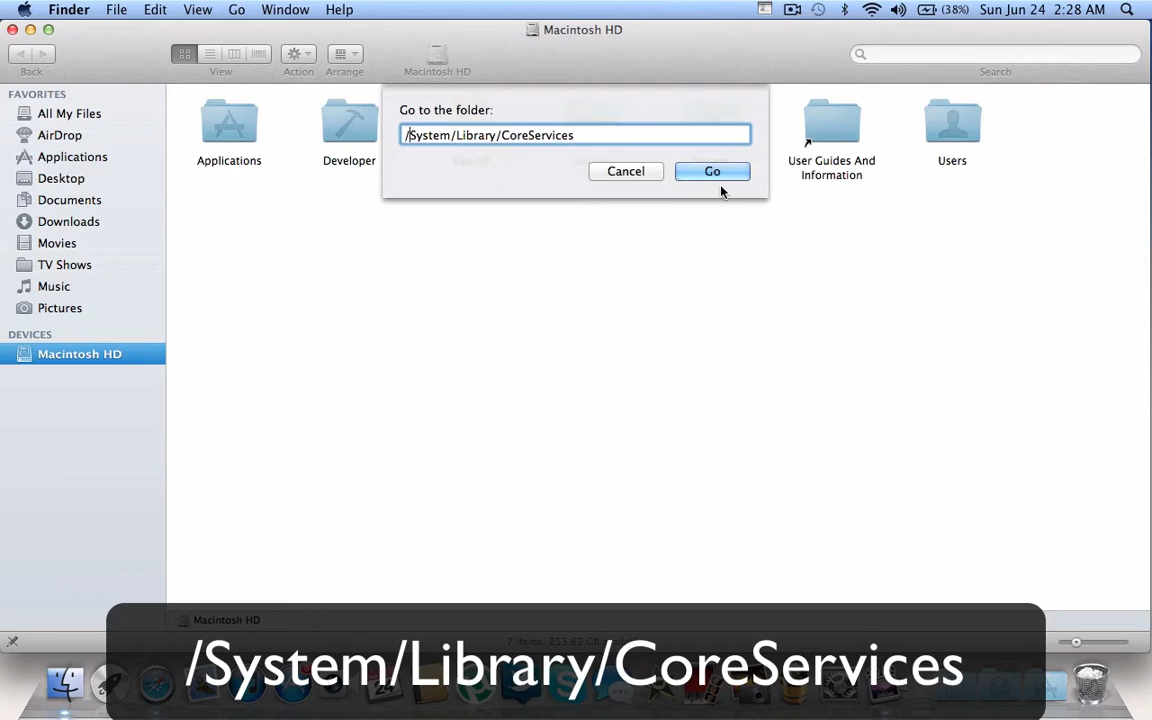 Finder File Edit View Go Window Help (38%) Sun Jun 24 2:28 AM
Macintosh HD
Back View Action Arrange Macintosh HD Search
FAVORITES
All My Files
AirDrop
Applications
Desktop
Documents
Downloads
Movies
TV Shows
Music
Pictures
DEVICES
Macintosh HD
Go to the folder:
/System/Library/CoreServices
Cancel Go
Applications
Developer
User Guides And
Information
Users
Macintosh HD
/System/Library/CoreServices